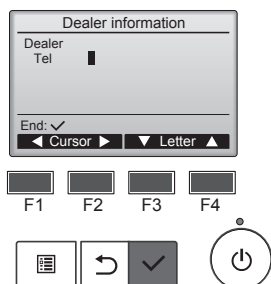 Dealer information
Dealer
Tel
End: ✓
◀ Cursor ▶ ▼ Letter ▲
F1 F2 F3 F4